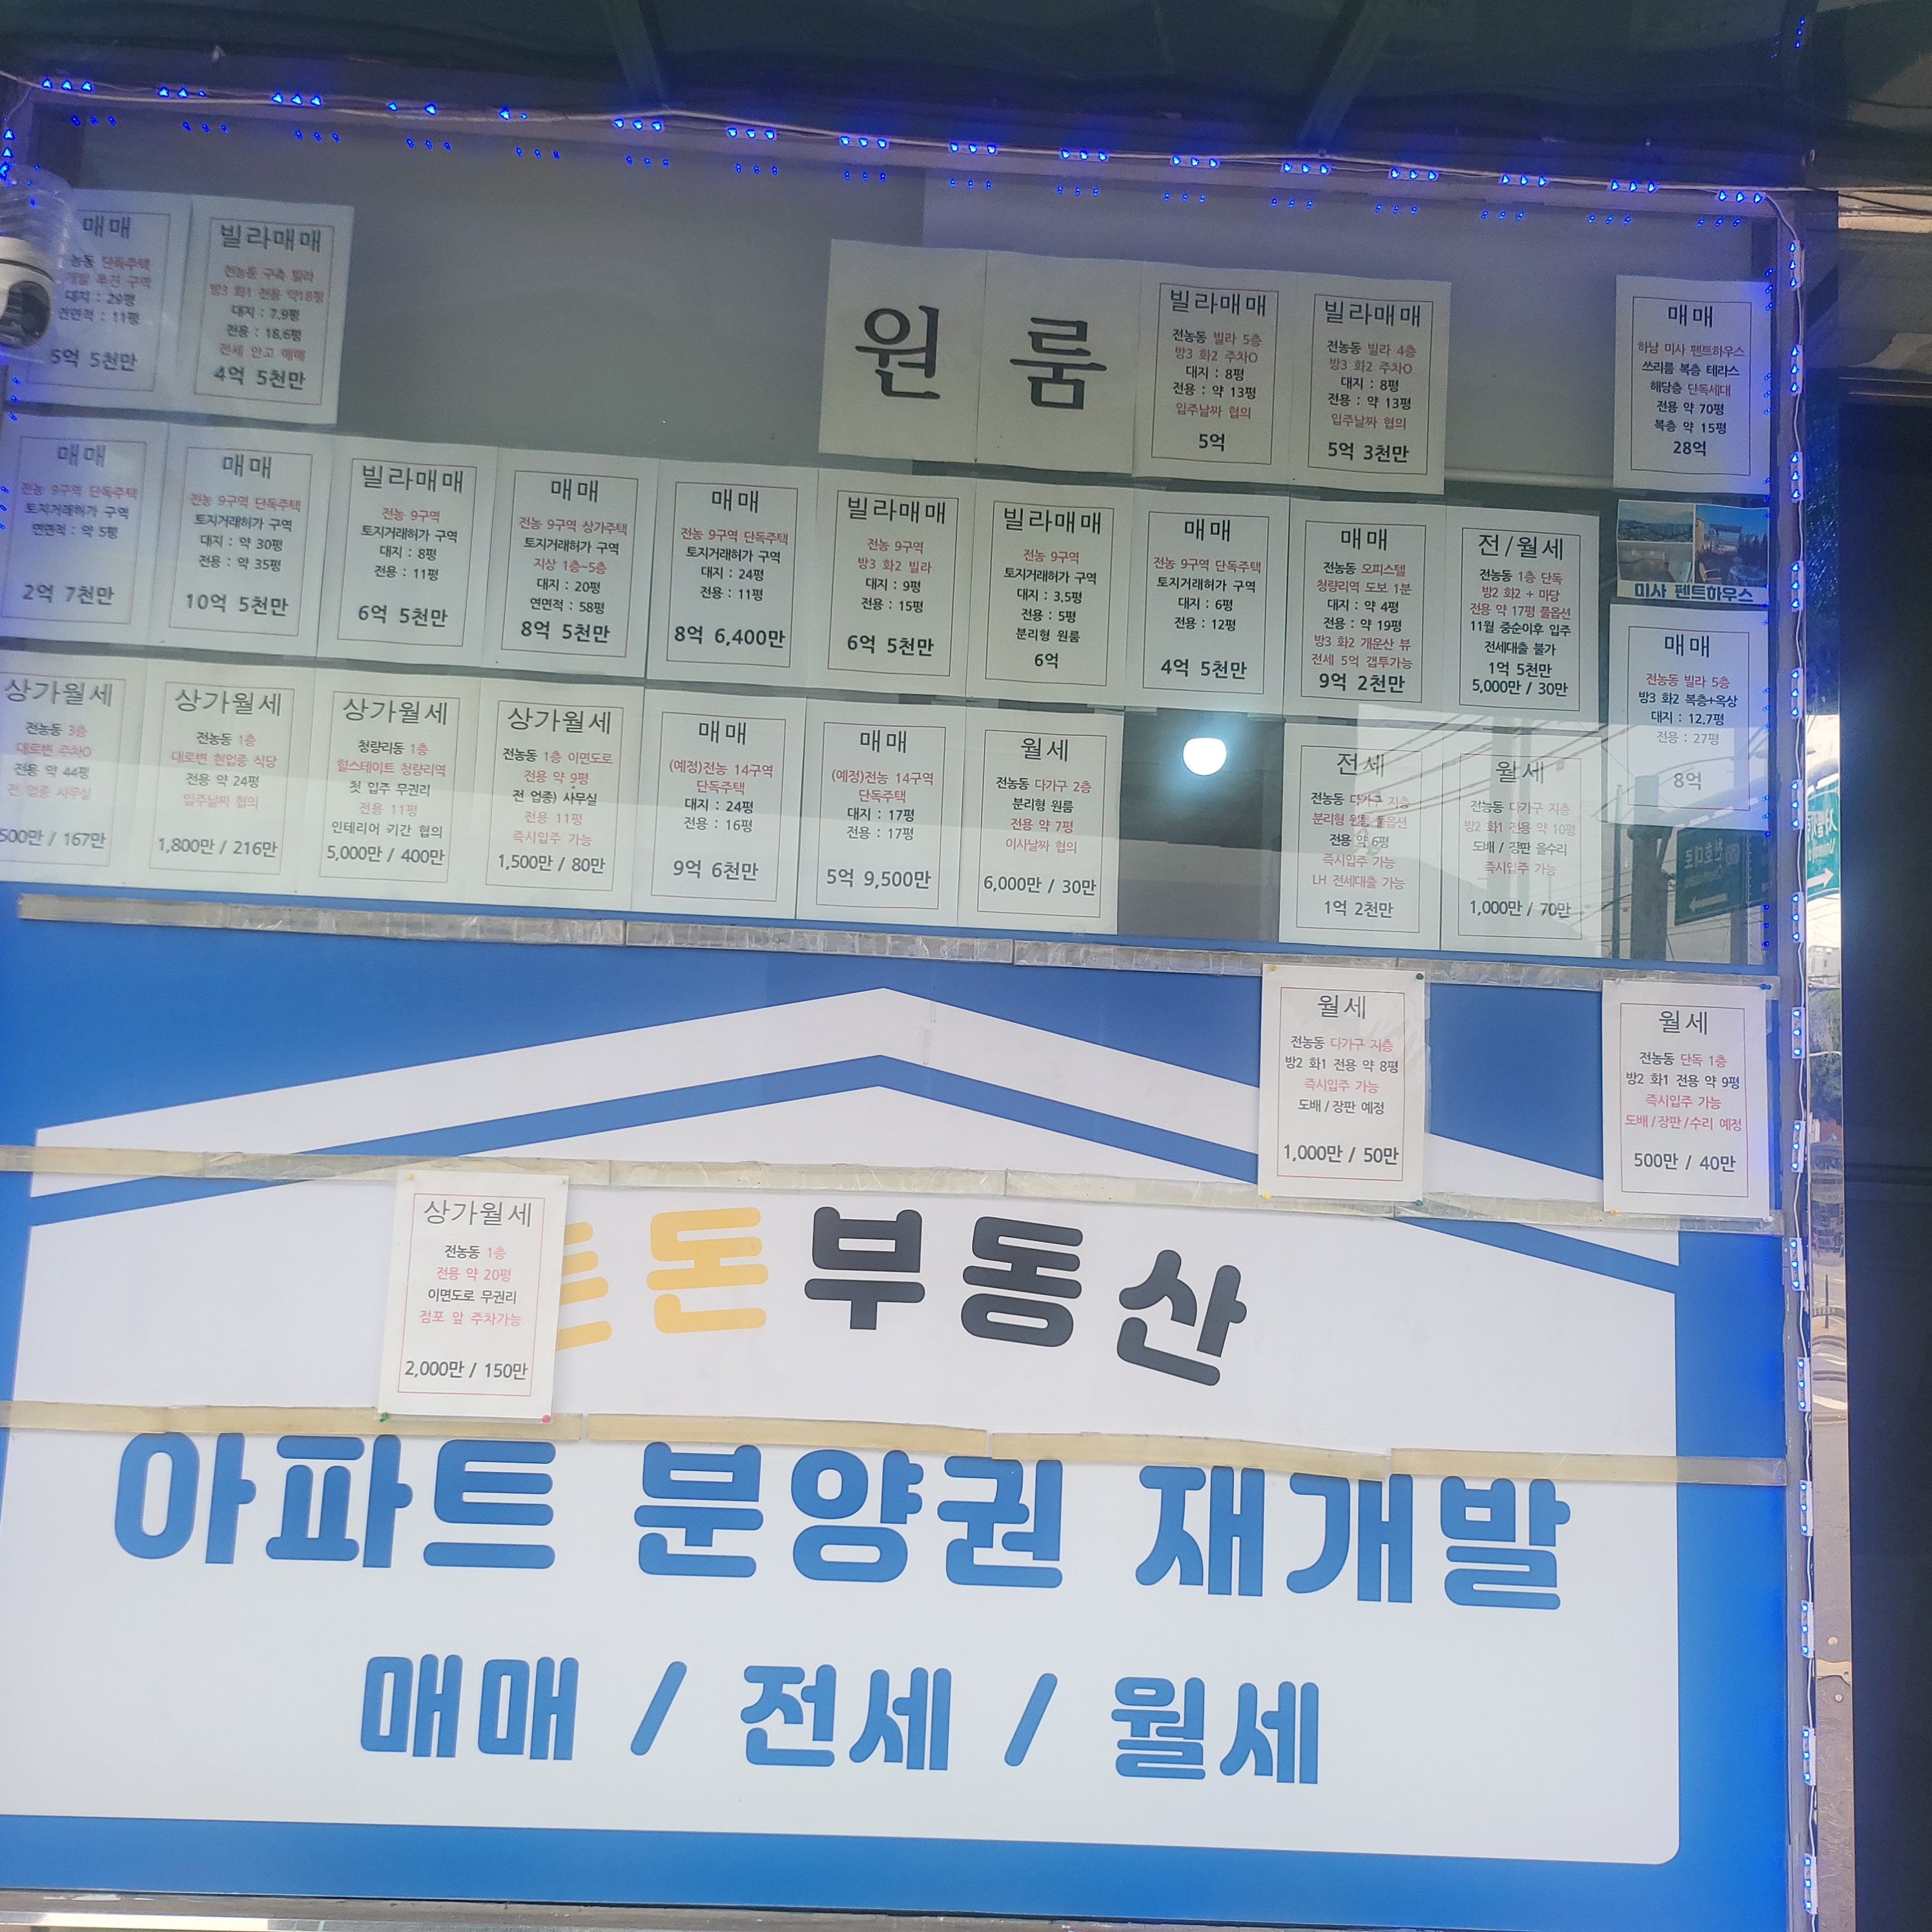 매매
농동 단독주택
개발 추진 구역
대지 : 29평
연면적 : 11평
5억 5천만
빌라매매
전농동 구축 빌라
방3 화1 전용 약18평
대지 : 7.9평
전용 : 18.6평
전세 안고 매매
4억 5천만
원룸
빌라매매
전농동 빌라 5층
방3 화2 주차O
대지 : 8평
전용 : 약 13평
입주날짜 협의
5억
빌라매매
전농동 빌라 4층
방3 화2 주차O
대지 : 8평
전용 : 약 13평
입주날짜 협의
5억 3천만
매매
하남 미사 펜트하우스
쓰리룸 복층 테라스
해당층 단독세대
전용 약 70평
복층 약 15평
28억
미사 펜트하우스
매매
전농 9구역 단독주택
토지거래허가 구역
연면적 : 약 5평
2억 7천만
매매
전농 9구역 단독주택
토지거래허가 구역
대지 : 약 30평
전용 : 약 35평
10억 5천만
빌라매매
전농 9구역
토지거래허가 구역
대지 : 8평
전용 : 11평
6억 5천만
매매
전농 9구역 상가주택
토지거래허가 구역
지상 1층~5층
대지 : 20평
연면적 : 58평
8억 5천만
매매
전농 9구역 단독주택
토지거래허가 구역
대지 : 24평
전용 : 11평
8억 6,400만
빌라매매
전농 9구역
방3 화2 빌라
대지 : 9평
전용 : 15평
6억 5천만
빌라매매
전농 9구역
토지거래허가 구역
대지 : 3.5평
전용 : 5평
분리형 원룸
6억
매매
전농 9구역 단독주택
토지거래허가 구역
대지 : 6평
전용 : 12평
4억 5천만
매매
전농동 오피스텔
청량리역 도보 1분
대지 : 약 4평
전용 : 약 19평
방3 화2 개운산 뷰
전세 5억 갭투가능
9억 2천만
전/월세
전농동 1층 단독
방2 화2 + 마당
전용 약 17평 풀옵션
11월 중순이후 입주
전세대출 불가
1억 5천만
5,000만 / 30만
매매
전농동 빌라 5층
방3 화2 복층+옥상
대지 : 12.7평
전용 : 27평
8억
상가월세
전농동 3층
대로변 주차O
전용 약 44평
전 업종 사무실
500만 / 167만
상가월세
전농동 1층
대로변 현업종 식당
전용 약 24평
입주날짜 협의
1,800만 / 216만
상가월세
청량리동 1층
힐스테이트 청량리역
첫 입주 무권리
전용 11평
인테리어 기간 협의
5,000만 / 400만
상가월세
전농동 1층 이면도로
전용 약 9평
전 업종) 사무실
전용 11평
즉시입주 가능
1,500만 / 80만
매매
(예정)전농 14구역
단독주택
대지 : 24평
전용 : 16평
9억 6천만
매매
(예정)전농 14구역
단독주택
대지 : 17평
전용 : 17평
5억 9,500만
월세
전농동 다가구 2층
분리형 원룸
전용 약 7평
이사날짜 협의
6,000만 / 30만
전세
전농동 다가구 지층
분리형 원룸 풀옵션
전용 약 6평
즉시입주 가능
LH 전세대출 가능
1억 2천만
월세
전농동 다가구 지층
방2 화1 전용 약 10평
도배 / 장판 올수리
즉시입주 가능
1,000만 / 70만
월세
전농동 다가구 지층
방2 화1 전용 약 8평
즉시입주 가능
도배 / 장판 예정
1,000만 / 50만
월세
전농동 단독 1층
방2 화1 전용 약 9평
즉시입주 가능
도배/장판/수리 예정
500만 / 40만
상가월세
전농동 1층
전용 약 20평
이면도로 무권리
점포 앞 주차가능
2,000만 / 150만
트돈부동산
아파트 분양권 재개발
매매 / 전세 / 월세